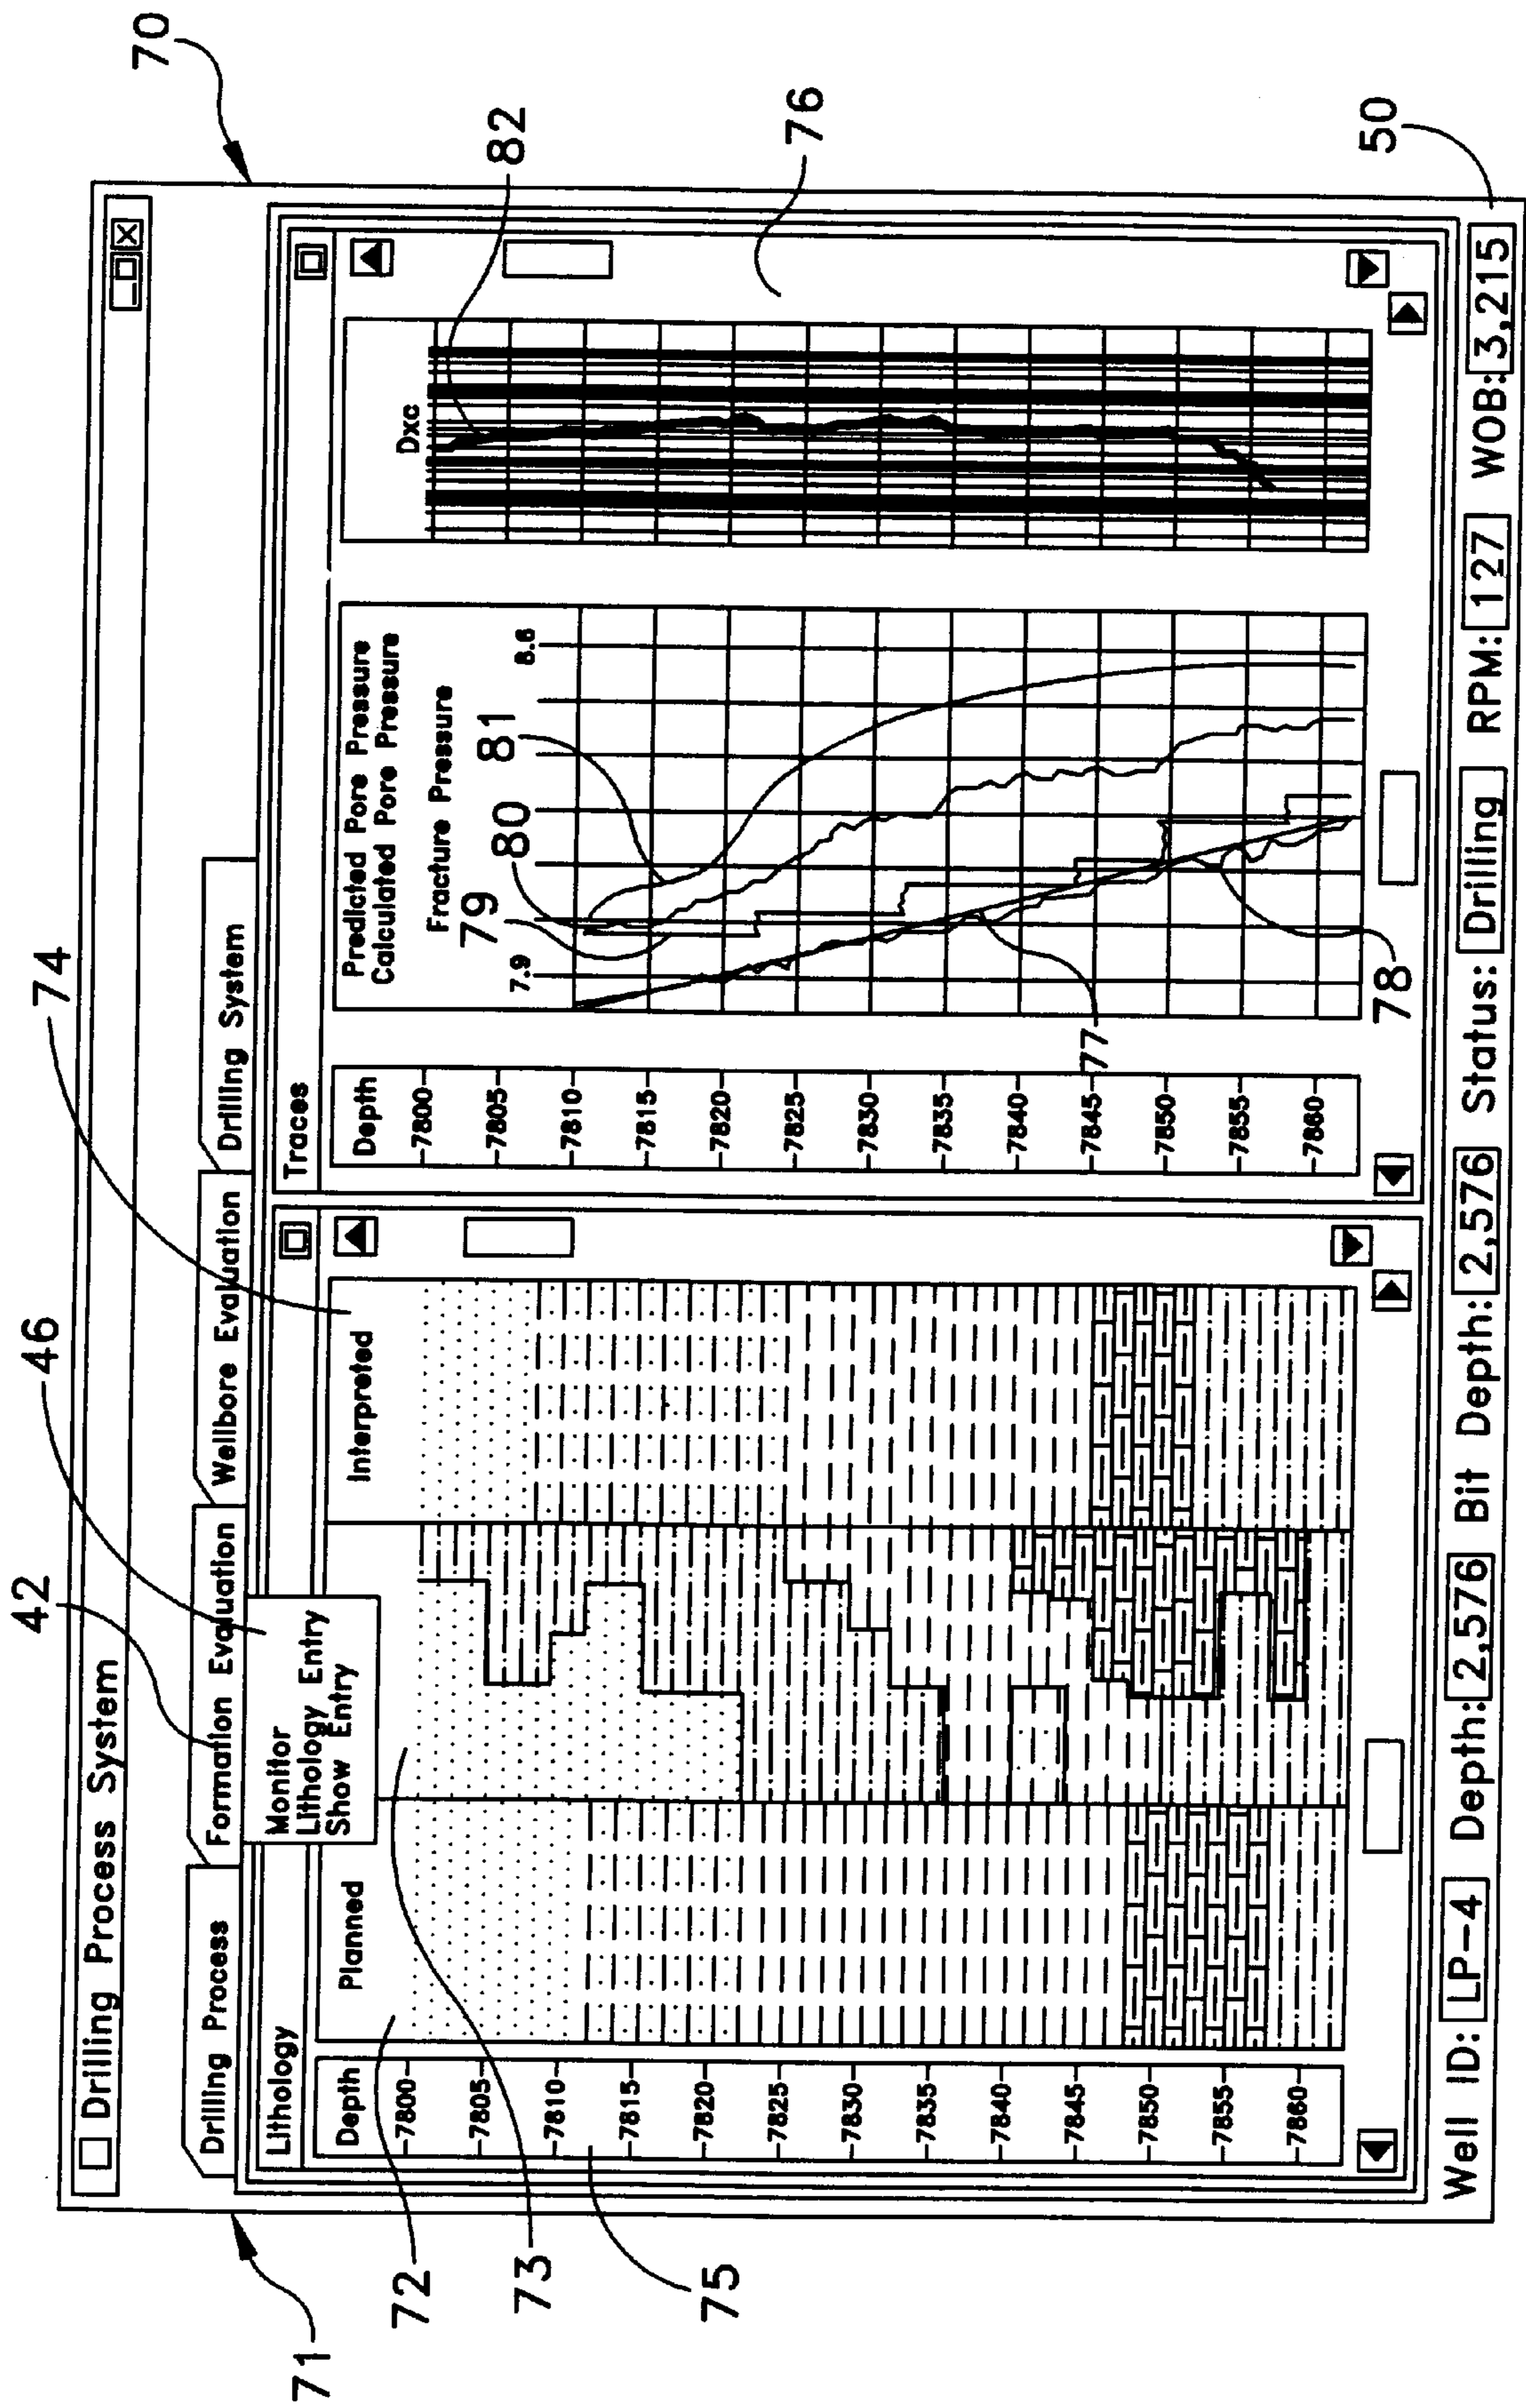 70
Drilling Process System
42
46
74
82
76
Drilling Process
Formation Evaluation
Wellbore Evaluation
Drilling System
Monitor
Lithology Entry
Show Entry
Lithology
Depth
Planned
Interpreted
7800
7805
7810
7815
7820
7825
7830
7835
7840
7845
7850
7855
7860
Traces
Depth
7800
7805
7810
7815
7820
7825
7830
7835
7840
7845
7850
7855
7860
Predicted Pore Pressure
Calculated Pore Pressure
Fracture Pressure
7.9
8.6
79
80
81
77
78
Dxc
71
72
73
75
50
Well ID: LP-4 Depth: 2,576 Bit Depth: 2,576 Status: Drilling RPM: 127 WOB: 3,215